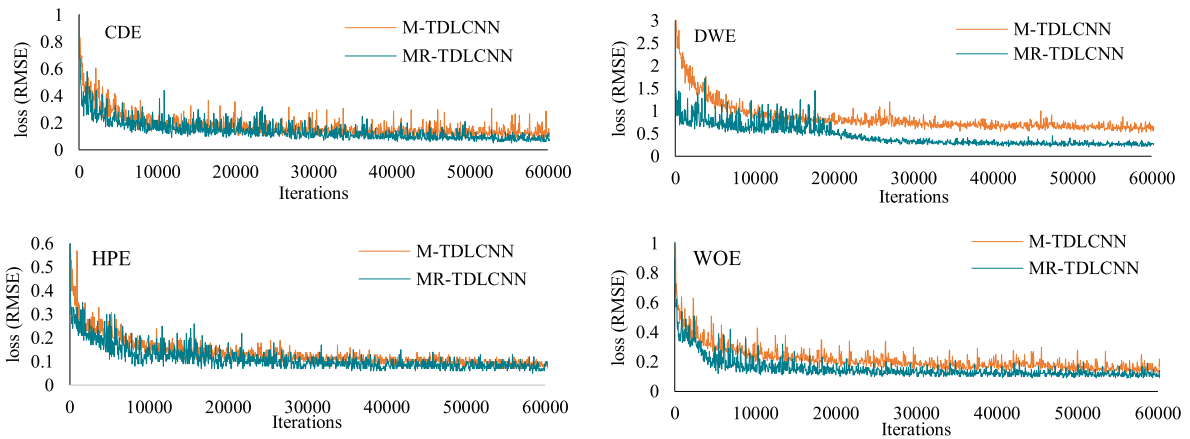 CDE
M-TDLCNN
MR-TDLCNN
loss (RMSE)
1
0.8
0.6
0.4
0.2
0
0 10000 20000 30000 40000 50000 60000
Iterations
DWE
M-TDLCNN
MR-TDLCNN
loss (RMSE)
3
2.5
2
1.5
1
0.5
0
0 10000 20000 30000 40000 50000 60000
Iterations
HPE
M-TDLCNN
MR-TDLCNN
loss (RMSE)
0.6
0.5
0.4
0.3
0.2
0.1
0
0 10000 20000 30000 40000 50000 60000
Iterations
WOE
M-TDLCNN
MR-TDLCNN
loss (RMSE)
1
0.8
0.6
0.4
0.2
0
0 10000 20000 30000 40000 50000 60000
Iterations